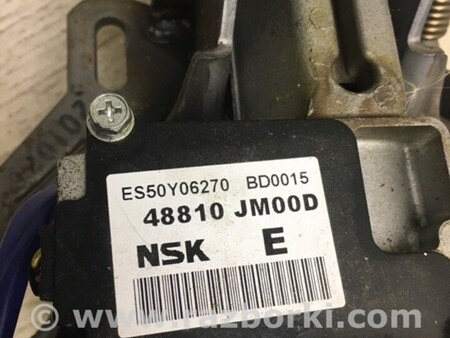 ES50Y06270 BD0015
48810 JM00D
NSK E
© www.razborki.com